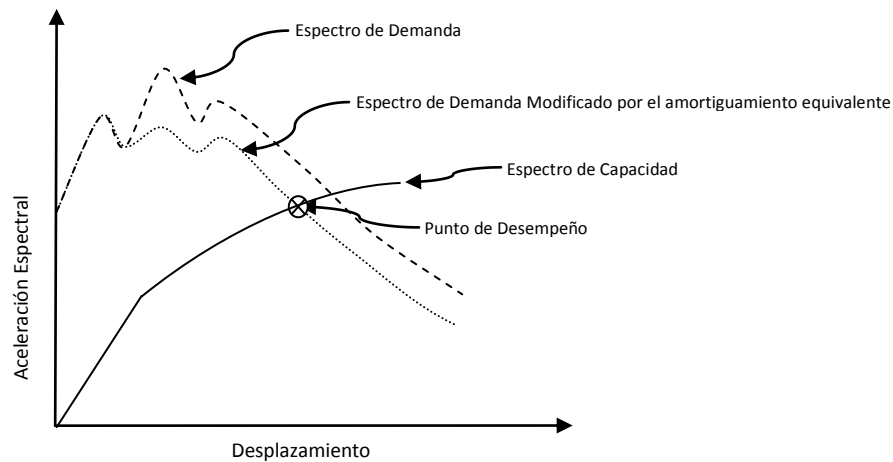 Espectro de Demanda
Espectro de Demanda Modificado por el amortiguamiento equivalente
Espectro de Capacidad
Punto de Desempeño
Aceleración Espectral
Desplazamiento